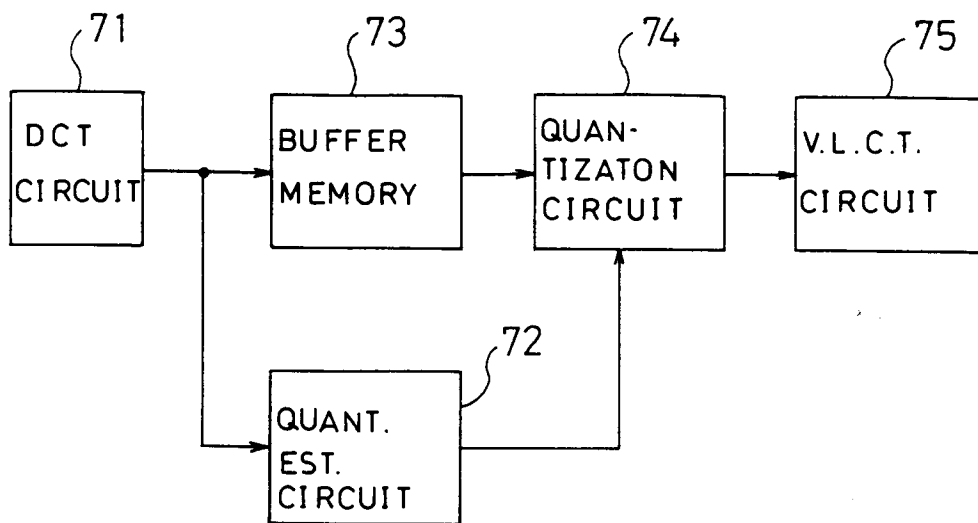 71
73
74
75
DCT
CIRCUIT
BUFFER
MEMORY
QUAN-
TIZATON
CIRCUIT
V.L.C.T.
CIRCUIT
72
QUANT.
EST.
CIRCUIT